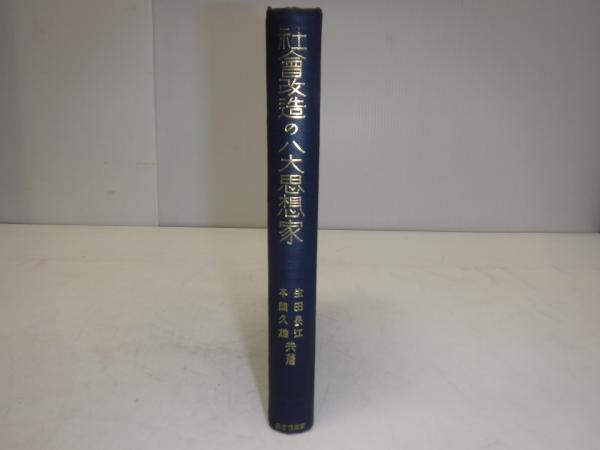 社會改造の八大思想家
生田長江
本間久雄
共著